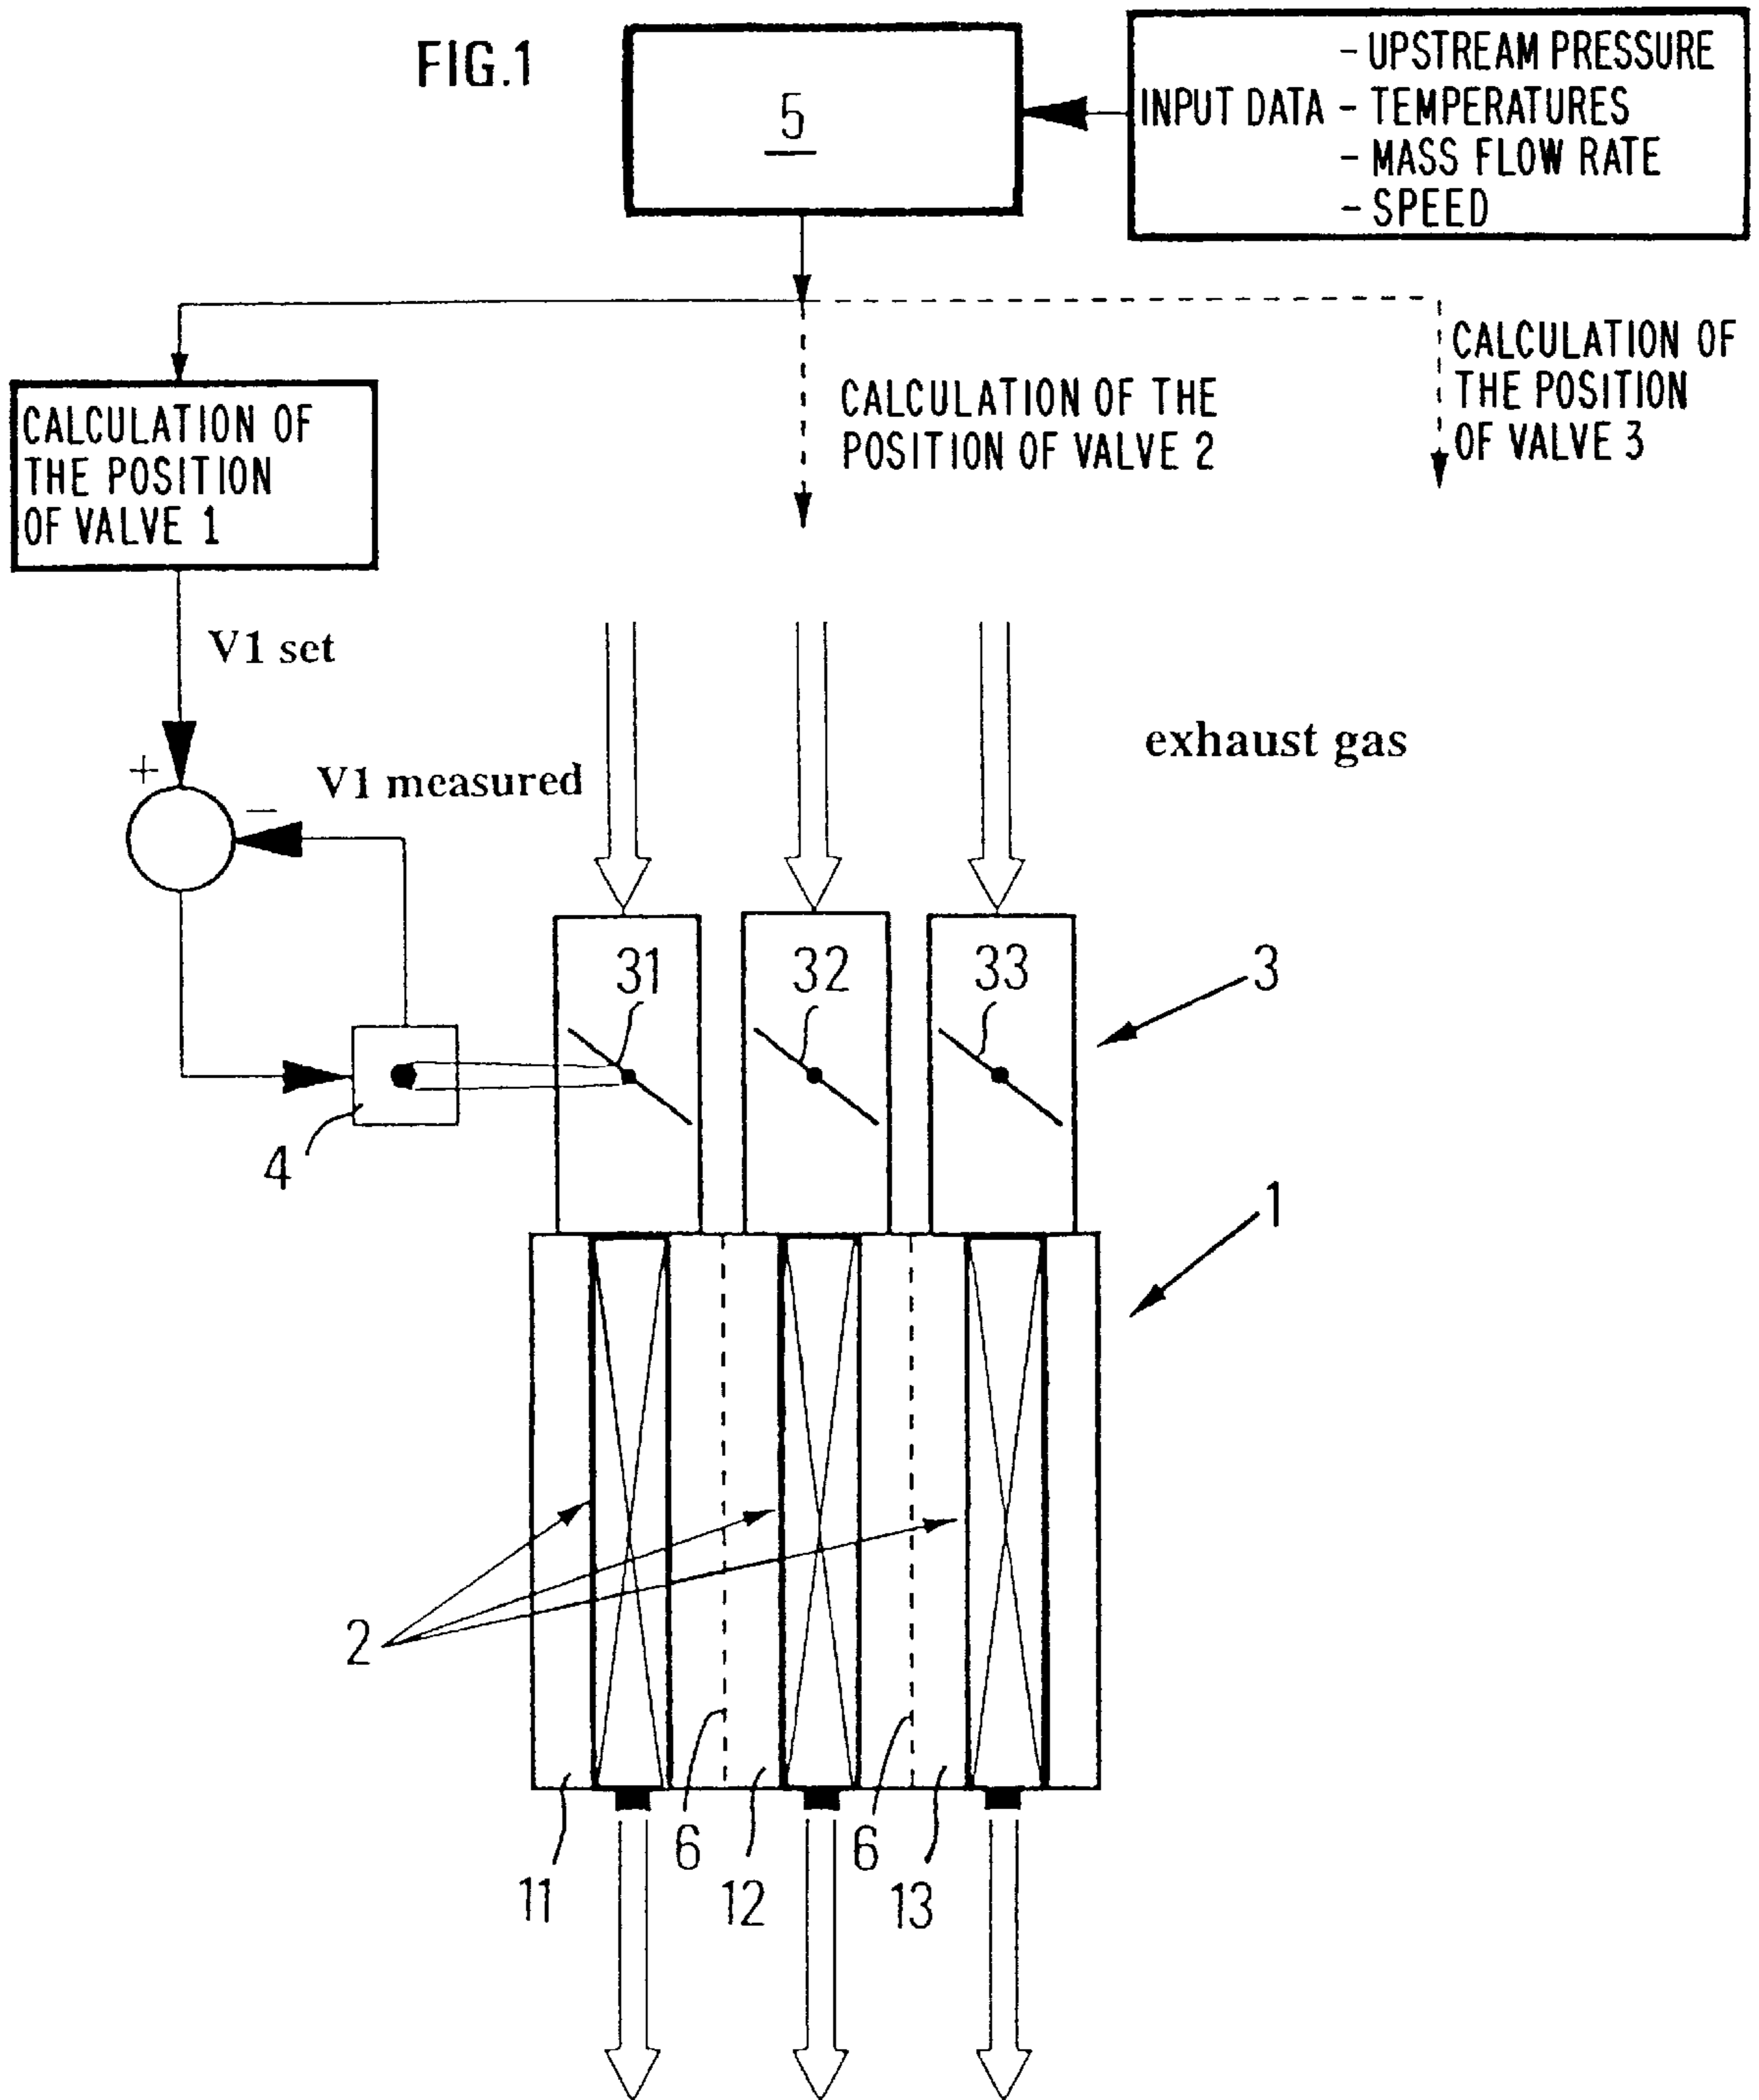 FIG.1
5
INPUT DATA
- UPSTREAM PRESSURE
- TEMPERATURES
- MASS FLOW RATE
- SPEED
CALCULATION OF
THE POSITION
OF VALVE 1
CALCULATION OF THE
POSITION OF VALVE 2
CALCULATION OF
THE POSITION
OF VALVE 3
V1 set
+
V1 measured
−
exhaust gas
31
32
33
3
4
1
2
6
6
11
12
13